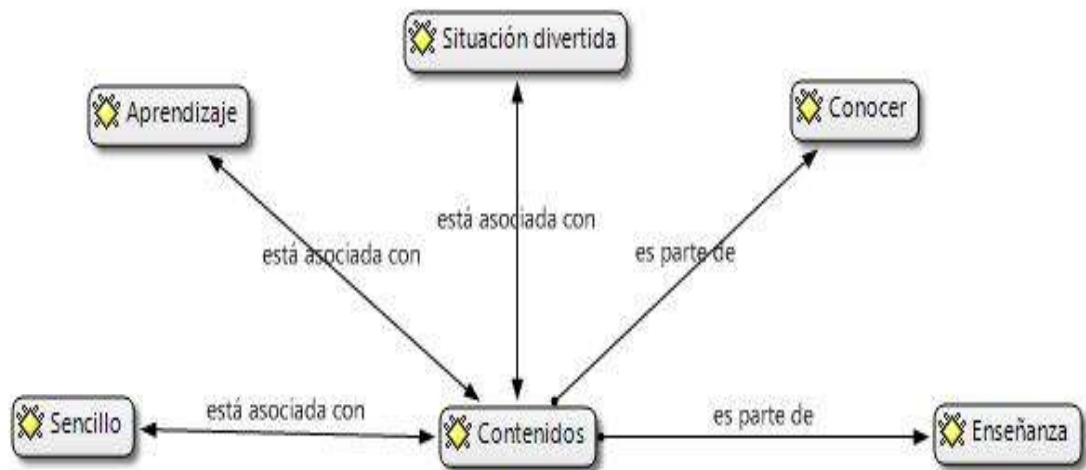 Situación divertida
Aprendizaje
Conocer
está asociada con
está asociada con
es parte de
Sencillo
está asociada con
Contenidos
es parte de
Enseñanza